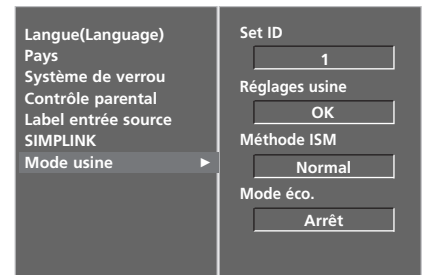 Langue(Language)
Pays
Système de verrou
Contrôle parental
Label entrée source
SIMPLINK
Mode usine ►
Set ID
1
Réglages usine
OK
Méthode ISM
Normal
Mode éco.
Arrêt